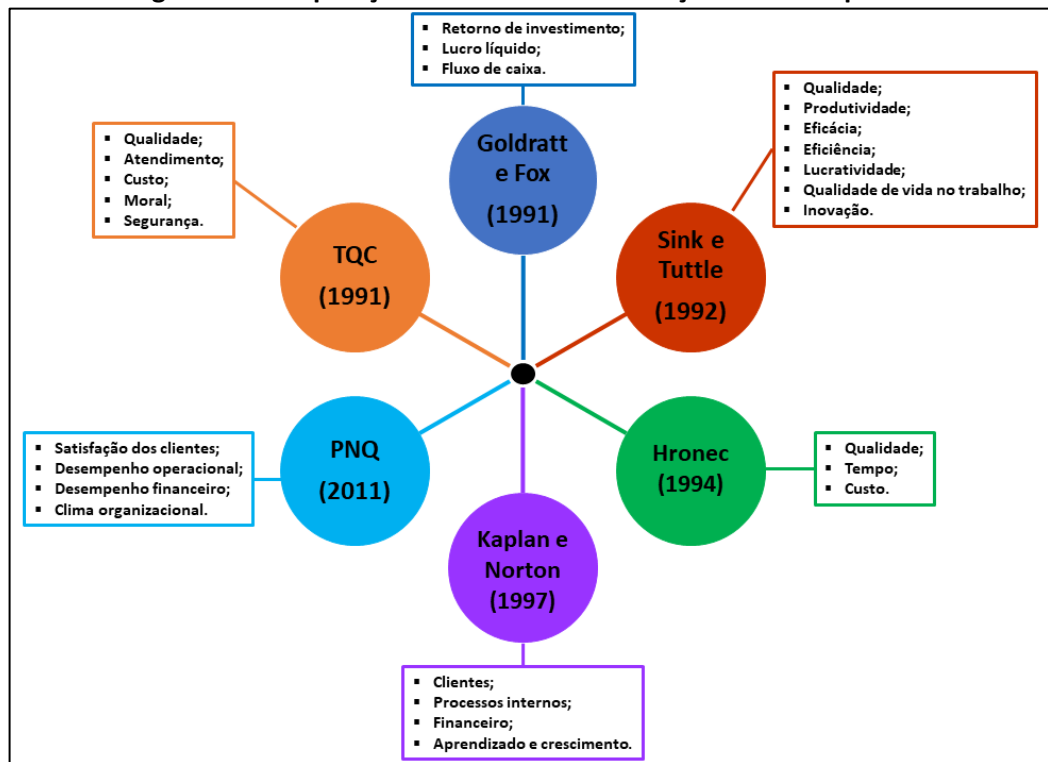 ▪ Retorno de investimento;
▪ Lucro líquido;
▪ Fluxo de caixa.
Goldratt
e Fox
(1991)
▪ Qualidade;
▪ Produtividade;
▪ Eficácia;
▪ Eficiência;
▪ Lucratividade;
▪ Qualidade de vida no trabalho;
▪ Inovação.
Sink e
Tuttle
(1992)
▪ Qualidade;
▪ Atendimento;
▪ Custo;
▪ Moral;
▪ Segurança.
TQC
(1991)
▪ Satisfação dos clientes;
▪ Desempenho operacional;
▪ Desempenho financeiro;
▪ Clima organizacional.
PNQ
(2011)
Hronec
(1994)
▪ Qualidade;
▪ Tempo;
▪ Custo.
Kaplan e
Norton
(1997)
▪ Clientes;
▪ Processos internos;
▪ Financeiro;
▪ Aprendizado e crescimento.